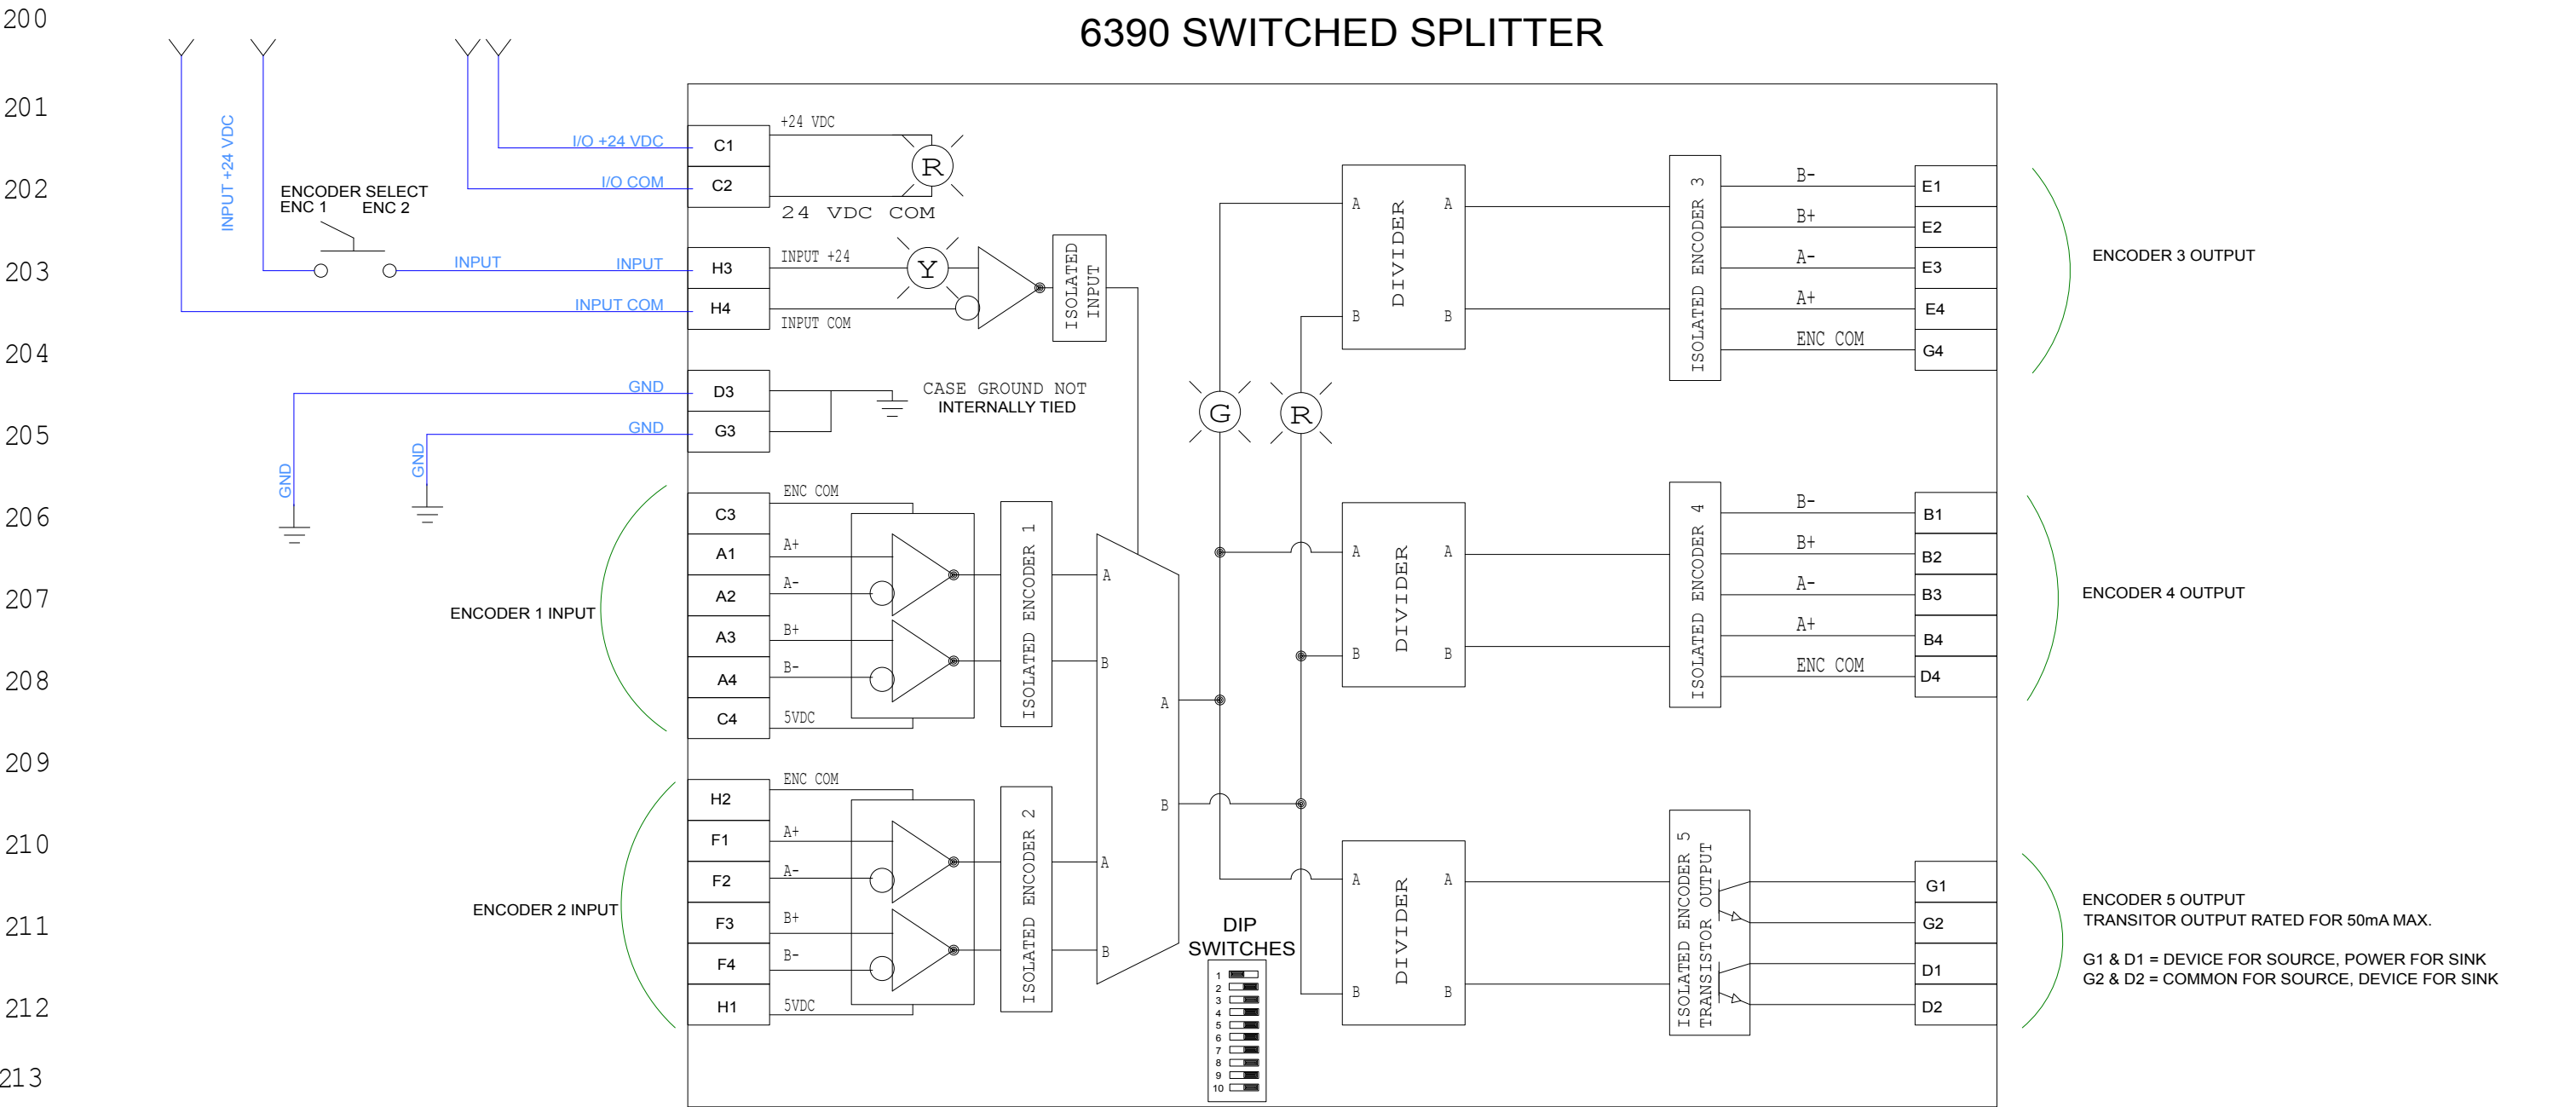 6390 SWITCHED SPLITTER
200
201
202
203
204
205
206
207
208
209
210
211
212
213
INPUT +24 VDC
ENCODER SELECT
ENC 1 ENC 2
INPUT
I/O +24 VDC
I/O COM
INPUT
INPUT COM
GND
GND
GND
GND
ENCODER 1 INPUT
ENCODER 2 INPUT
C1
C2
+24 VDC
R
24 VDC COM
H3
H4
INPUT +24
Y
INPUT COM
ISOLATED
INPUT
D3
G3
CASE GROUND NOT
INTERNALLY TIED
C3
A1
A2
A3
A4
C4
ENC COM
A+
A-
B+
B-
5VDC
ISOLATED ENCODER 1
H2
F1
F2
F3
F4
H1
ENC COM
A+
A-
B+
B-
5VDC
ISOLATED ENCODER 2
A
B
A
B
A
B
G
R
DIP
SWITCHES
1
2
3
4
5
6
7
8
9
10
A
B
DIVIDER
A
B
ISOLATED ENCODER 3
B-
B+
A-
A+
ENC COM
E1
E2
E3
E4
G4
ENCODER 3 OUTPUT
A
B
DIVIDER
A
B
ISOLATED ENCODER 4
B-
B+
A-
A+
ENC COM
B1
B2
B3
B4
D4
ENCODER 4 OUTPUT
A
B
DIVIDER
A
B
ISOLATED ENCODER 5
TRANSISTOR OUTPUT
G1
G2
D1
D2
ENCODER 5 OUTPUT
TRANSITOR OUTPUT RATED FOR 50mA MAX.
G1 & D1 = DEVICE FOR SOURCE, POWER FOR SINK
G2 & D2 = COMMON FOR SOURCE, DEVICE FOR SINK